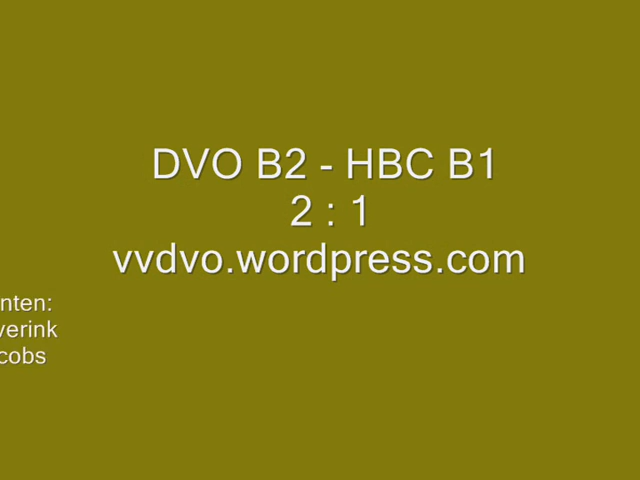 DVO B2 - HBC B1
2 : 1
vvdvo.wordpress.com
nten:
verink
cobs